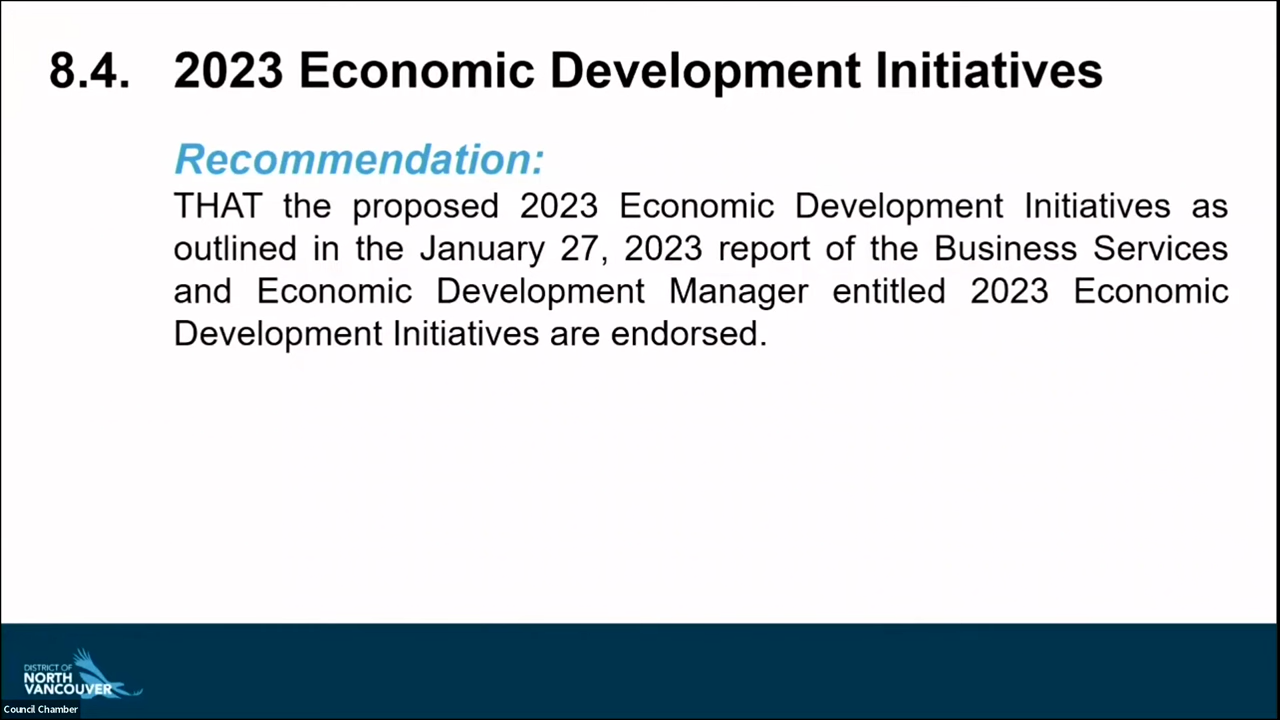 8.4. 2023 Economic Development Initiatives
Recommendation:
THAT the proposed 2023 Economic Development Initiatives as
outlined in the January 27, 2023 report of the Business Services
and Economic Development Manager entitled 2023 Economic
Development Initiatives are endorsed.
DISTRICT OF
NORTH
VANCOUVER
Council Chamber